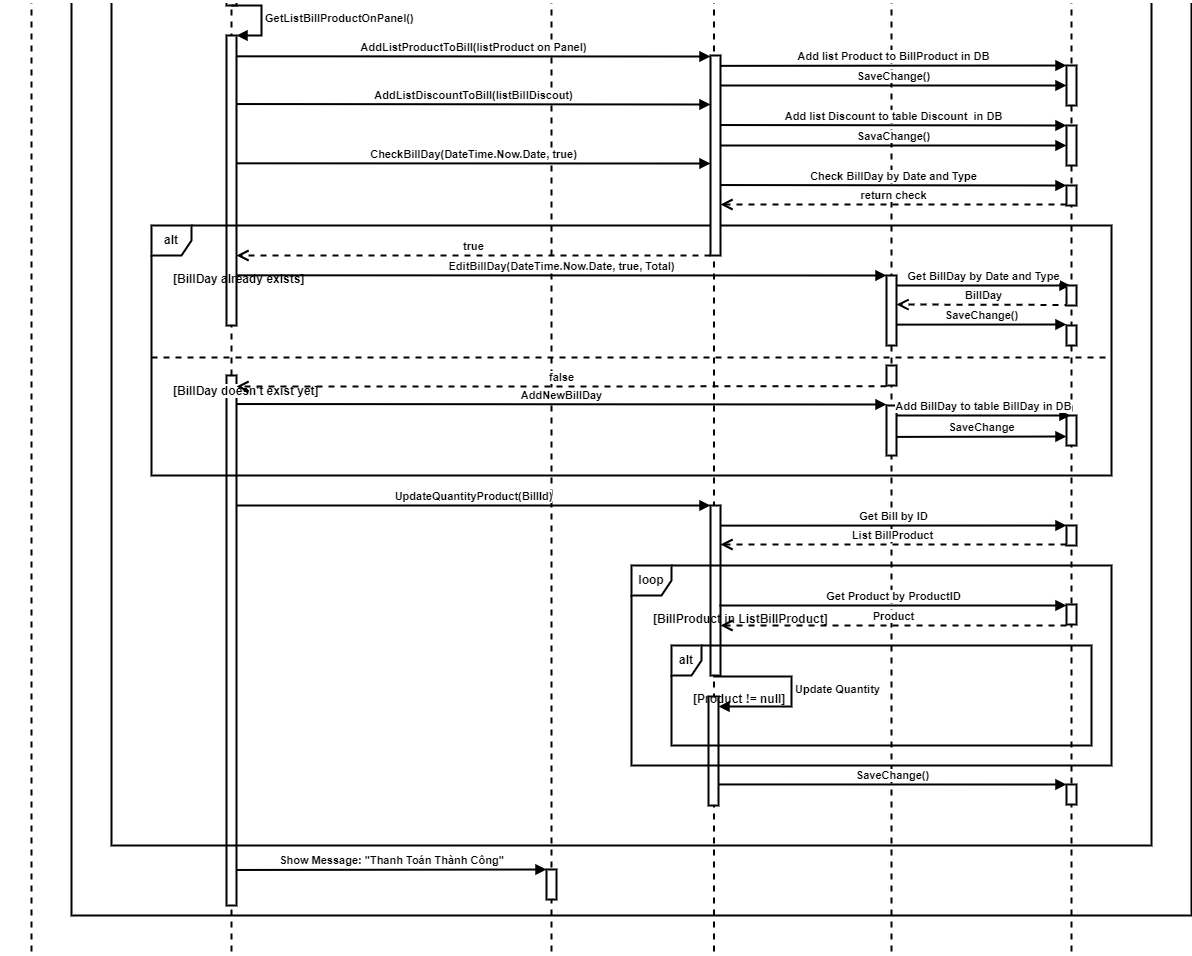 GetListBillProductOnPanel()
AddListProductToBill(listProduct on Panel)
Add list Product to BillProduct in DB
SaveChange()
AddListDiscountToBill(listBillDiscout)
Add list Discount to table Discount  in DB
SavaChange()
CheckBillDay(DateTime.Now.Date, true)
Check BillDay by Date and Type
return check
alt
true
EditBillDay(DateTime.Now.Date, true, Total)
[BillDay already exists]
Get BillDay by Date and Type
BillDay
SaveChange()
false
[BillDay doesn't exist yet]
AddNewBillDay
Add BillDay to table BillDay in DB
SaveChange
UpdateQuantityProduct(BillId)
Get Bill by ID
List BillProduct
loop
Get Product by ProductID
[BillProduct in ListBillProduct]
Product
alt
Update Quantity
[Product != null]
SaveChange()
Show Message: "Thanh Toán Thành Công"